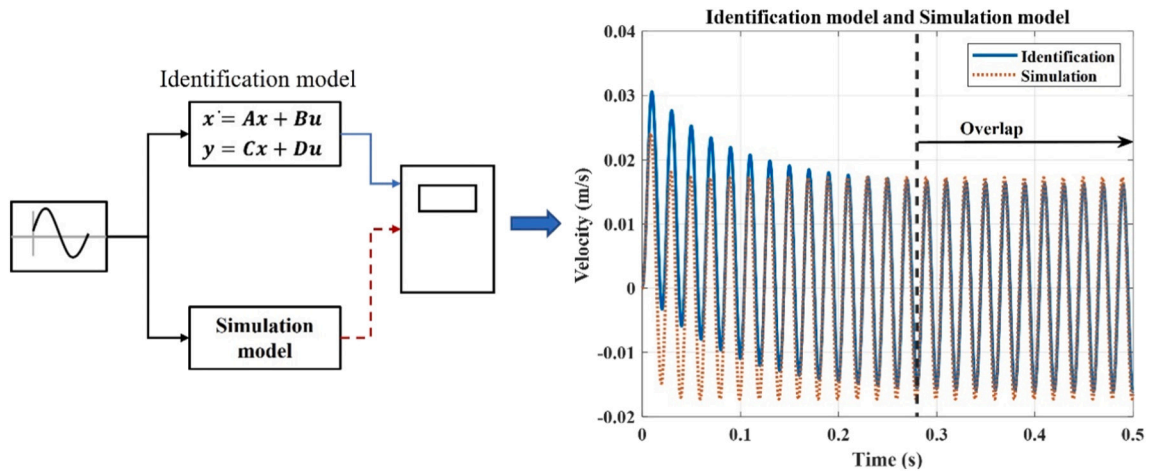 Identification model
x˙= Ax + Bu
y = Cx + Du
Simulation
model
Identification model and Simulation model
Identification
Simulation
Overlap
Velocity (m/s)
0.04
0.03
0.02
0.01
0
-0.01
-0.02
0
0.1
0.2
0.3
0.4
0.5
Time (s)